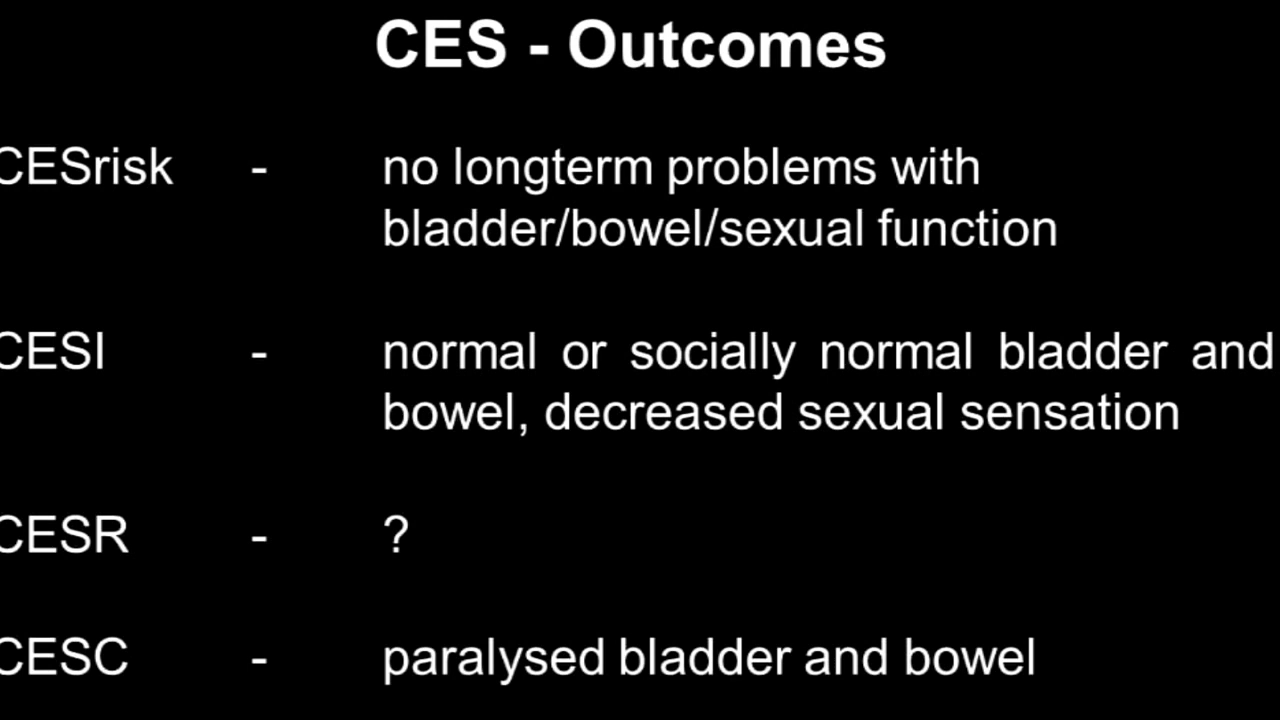 CES - Outcomes
CESrisk - no longterm problems with
bladder/bowel/sexual function
CESI - normal or socially normal bladder and
bowel, decreased sexual sensation
CESR - ?
CESC - paralysed bladder and bowel